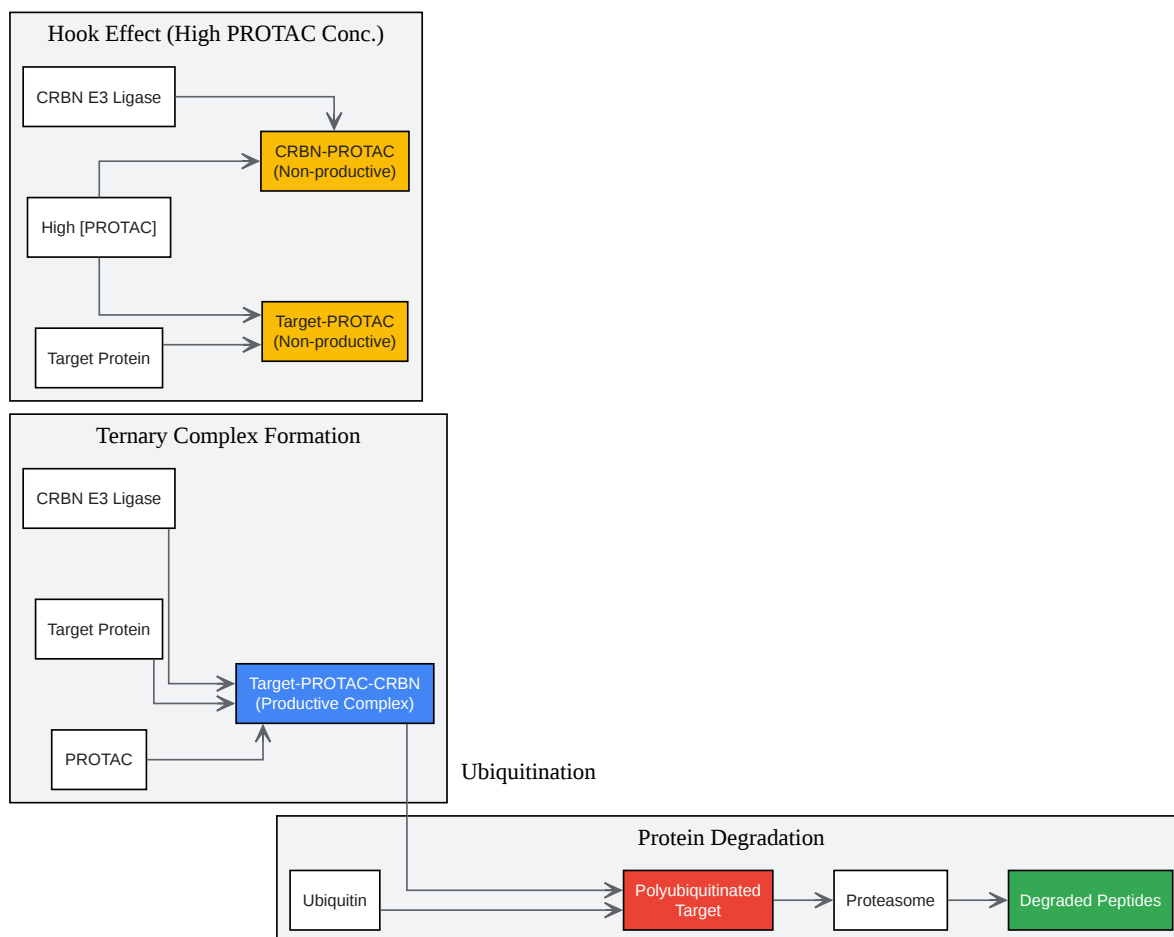 Hook Effect (High PROTAC Conc.)
CRBN E3 Ligase
CRBN-PROTAC
(Non-productive)
High [PROTAC]
Target-PROTAC
(Non-productive)
Target Protein
Ternary Complex Formation
CRBN E3 Ligase
Target Protein
Target-PROTAC-CRBN
(Productive Complex)
PROTAC
Ubiquitination
Protein Degradation
Ubiquitin
Polyubiquitinated
Target
Proteasome
Degraded Peptides